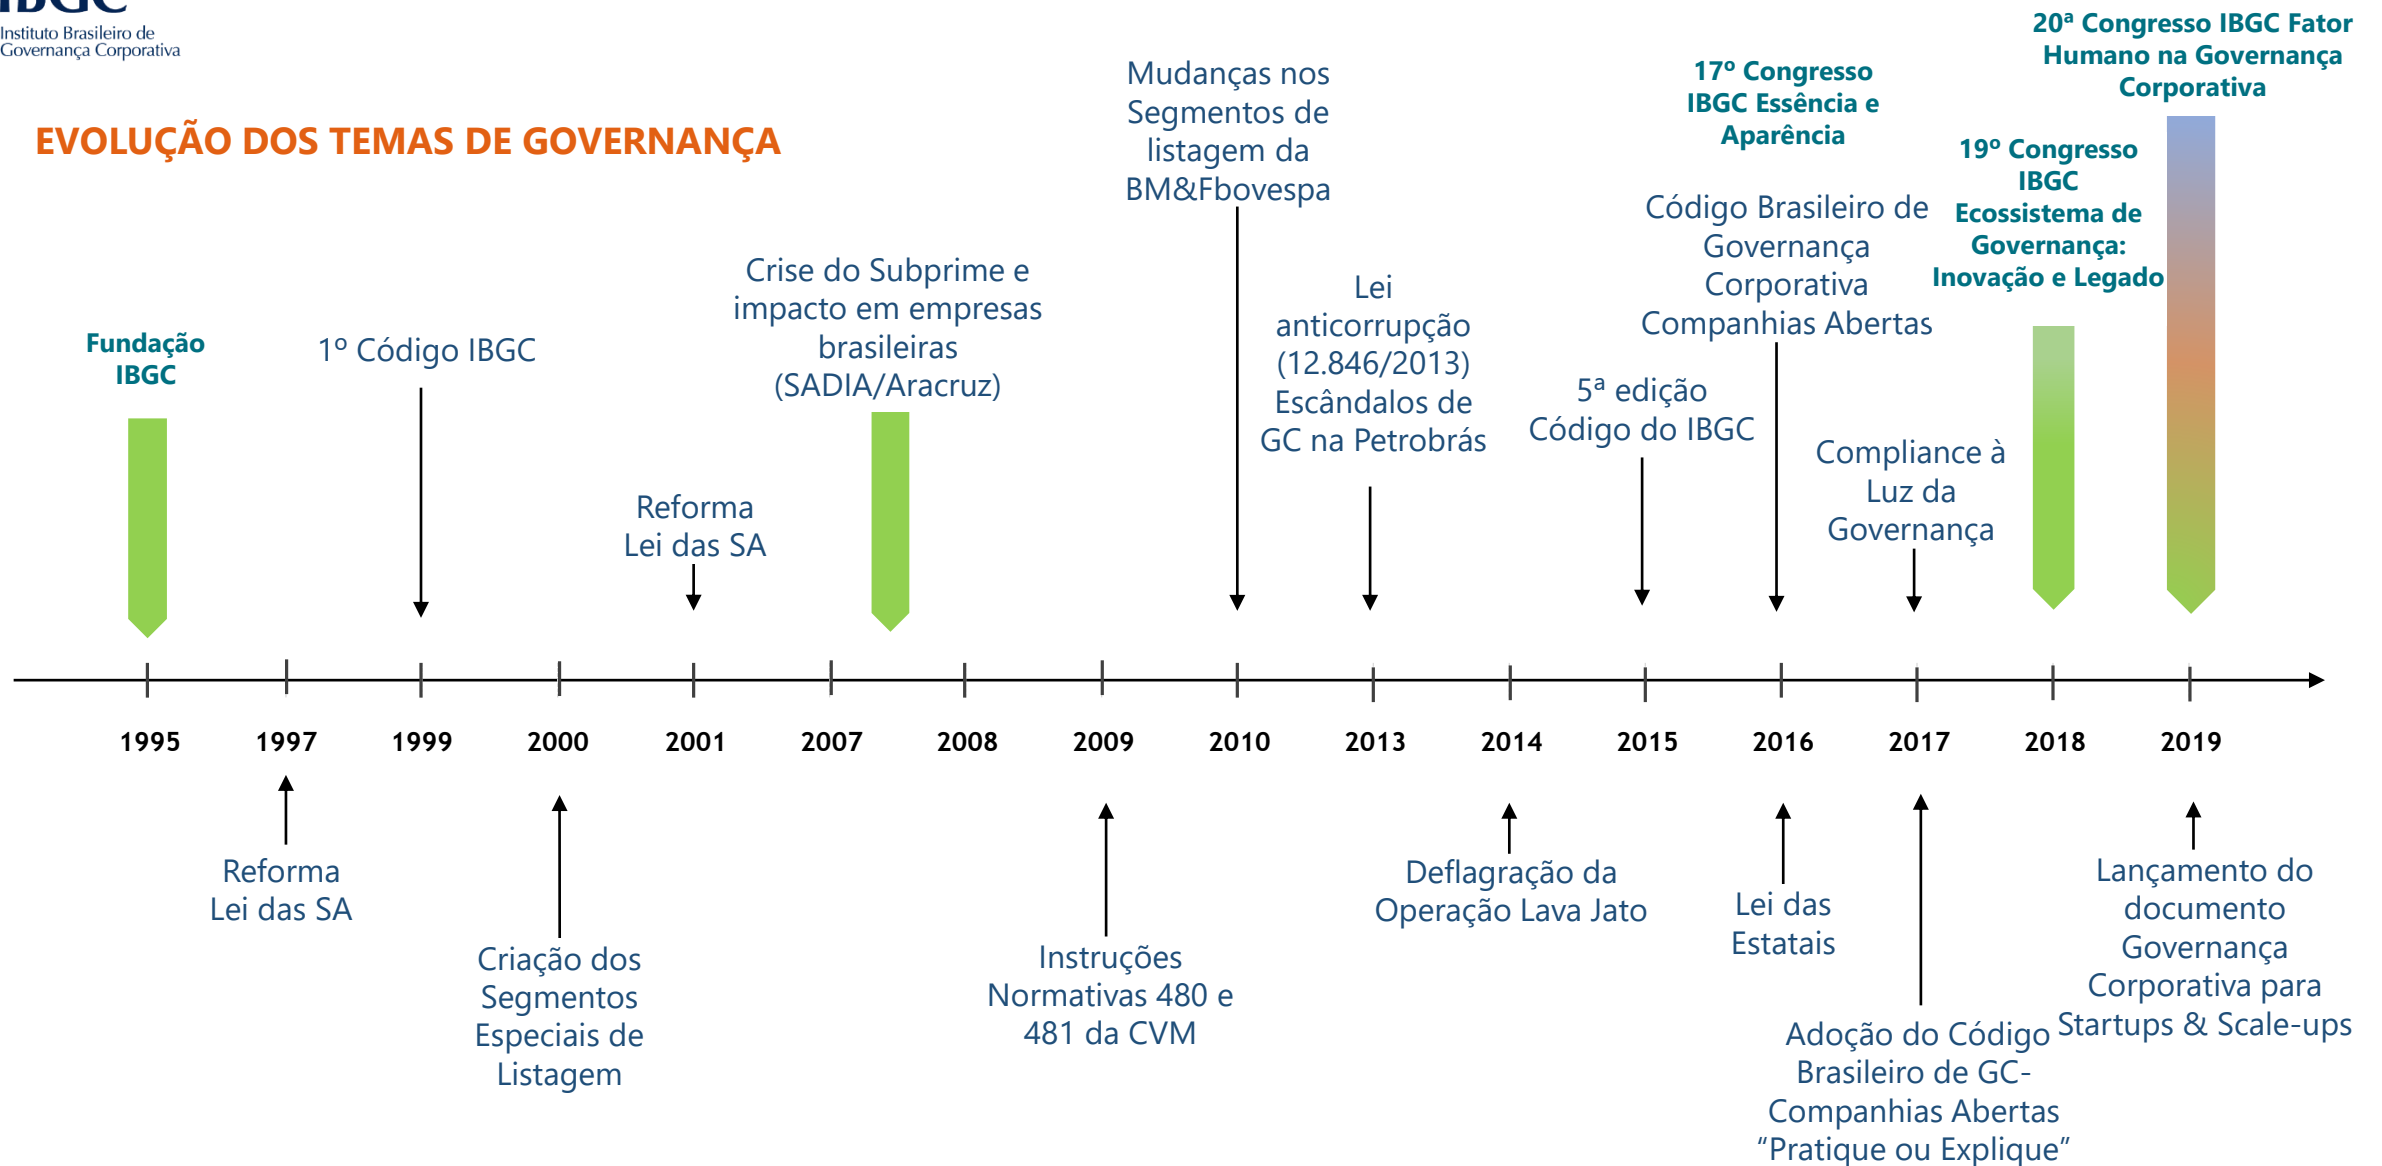 IBGC
Instituto Brasileiro de
Governança Corporativa
EVOLUÇÃO DOS TEMAS DE GOVERNANÇA
Fundação
IBGC
1º Código IBGC
Reforma
Lei das SA
Crise do Subprime e
impacto em empresas
brasileiras
(SADIA/Aracruz)
Mudanças nos
Segmentos de
listagem da
BM&Fbovespa
Lei
anticorrupção
(12.846/2013)
Escândalos de
GC na Petrobrás
5ª edição
Código do IBGC
17º Congresso
IBGC Essência e
Aparência
Código Brasileiro de
Governança
Corporativa
Companhias Abertas
Compliance à
Luz da
Governança
19º Congresso
IBGC
Ecossistema de
Governança:
Inovação e Legado
20ª Congresso IBGC Fator
Humano na Governança
Corporativa
1995 1997 1999 2000 2001 2007 2008 2009 2010 2013 2014 2015 2016 2017 2018 2019
Reforma
Lei das SA
Criação dos
Segmentos
Especiais de
Listagem
Instruções
Normativas 480 e
481 da CVM
Deflagração da
Operação Lava Jato
Lei das
Estatais
Adoção do Código
Brasileiro de GC-
Companhias Abertas
“Pratique ou Explique”
Lançamento do
documento
Governança
Corporativa para
Startups & Scale-ups